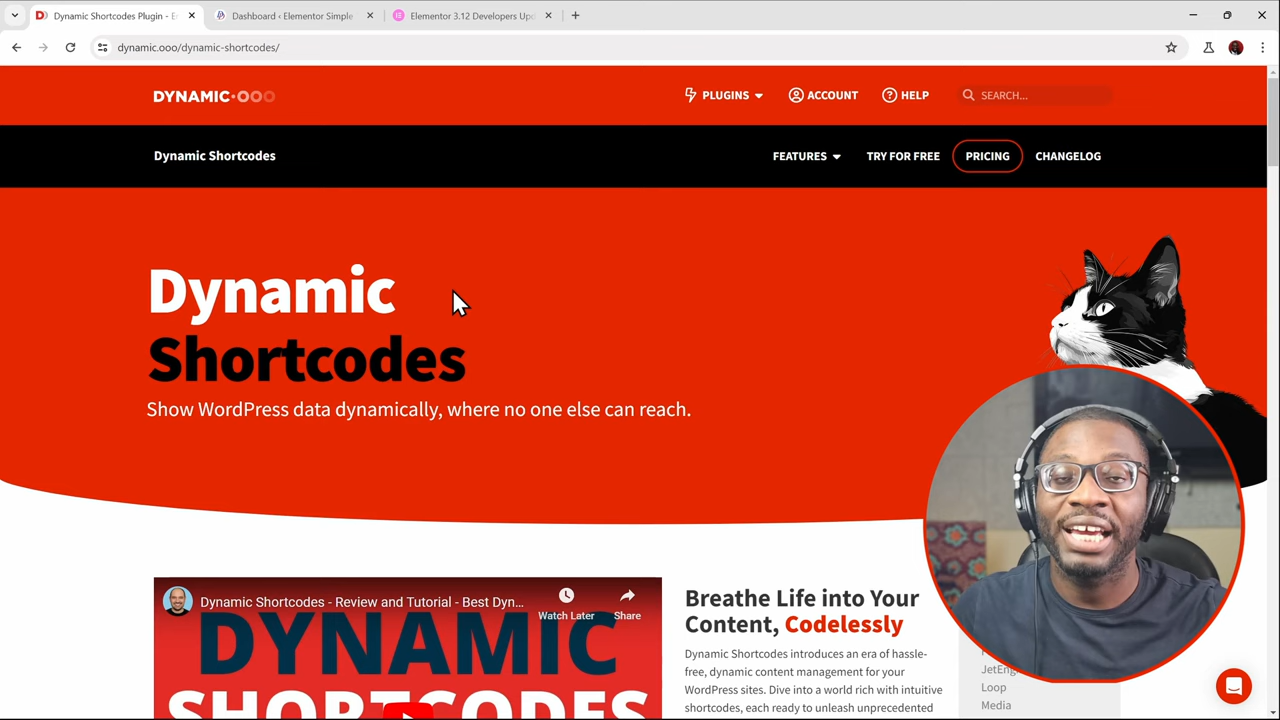 Dynamic Shortcodes Plugin - E
Dashboard ‹ Elementor Simple
Elementor 3.12 Developers Upd
dynamic.ooo/dynamic-shortcodes/
DYNAMIC•OOO
PLUGINS
ACCOUNT
HELP
SEARCH...
Dynamic Shortcodes
FEATURES
TRY FOR FREE
PRICING
CHANGELOG
Dynamic
Shortcodes
Show WordPress data dynamically, where no one else can reach.
Dynamic Shortcodes - Review and Tutorial - Best Dyn...
Watch Later
Share
DYNAMIC
SHORTCODES
Breathe Life into Your
Content, Codelessly
Dynamic Shortcodes introduces an era of hassle-
free, dynamic content management for your
WordPress sites. Dive into a world rich with intuitive
shortcodes, each ready to unleash unprecedented
JetEng
Loop
Media